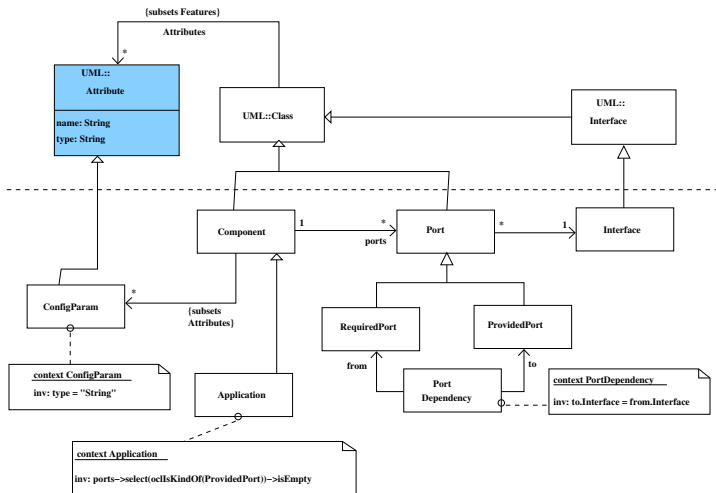 {subsets Features}
Attributes
*
UML::
Attribute
name: String
type: String
UML::Class
UML::
Interface
Component
1
*
ports
Port
*
1
Interface
ConfigParam
*
{subsets
Attributes}
RequiredPort
ProvidedPort
from
to
Port
Dependency
context ConfigParam
inv: type = "String"
Application
context PortDependency
inv: to.Interface = from.Interface
context Application
inv: ports->select(oclIsKindOf(ProvidedPort))->isEmpty